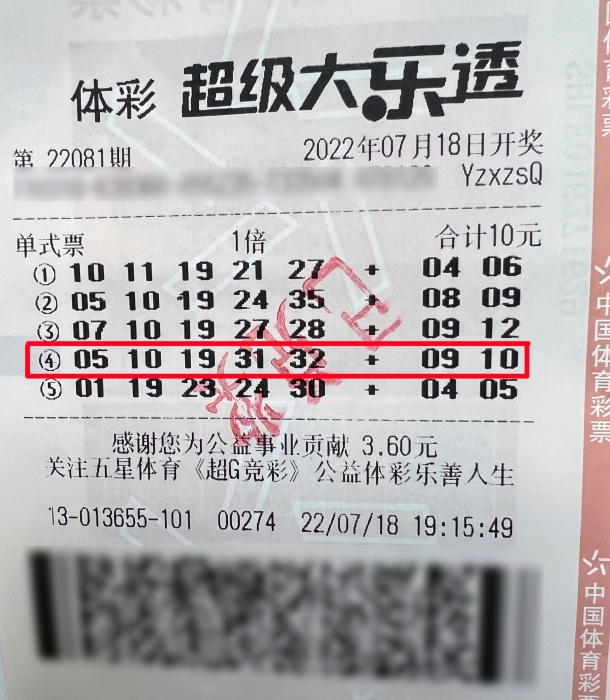 体彩 超级大乐透
第 22081期 2022年07月18日开奖
YzxzsQ
单式票 1倍 合计10元
① 10 11 19 21 27 + 04 06
② 05 10 19 24 35 + 08 09
③ 07 10 19 27 28 + 09 12
④ 05 10 19 31 32 + 09 10
⑤ 01 19 23 24 30 + 04 05
已兑奖
感谢您为公益事业贡献 3.60元
关注五星体育《超G竞彩》公益体彩乐善人生
13-013655-101 00274 22/07/18 19:15:49
中国体育彩票
中国体育彩票